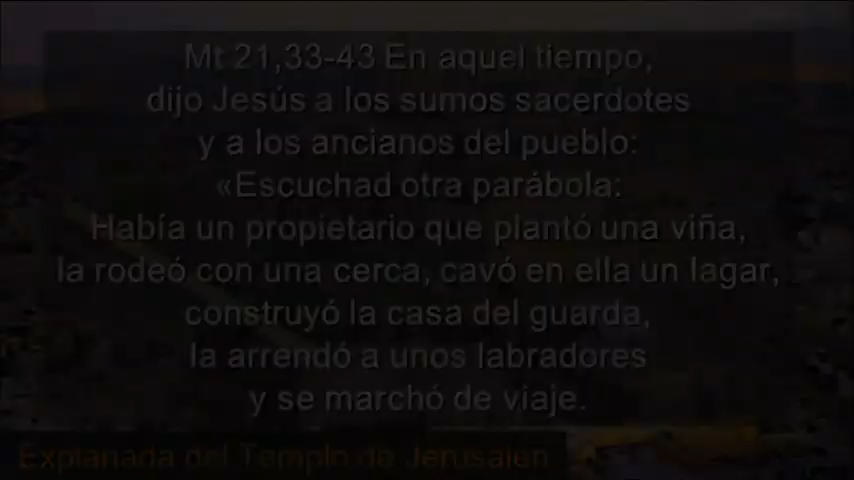 Mt 21,33-43 En aquel tiempo,
dijo Jesús a los sumos sacerdotes
y a los ancianos del pueblo:
«Escuchad otra parábola:
Había un propietario que plantó una viña,
la rodeó con una cerca, cavó en ella un lagar,
construyó la casa del guarda,
la arrendó a unos labradores
y se marchó de viaje.
Explanada del Templo de Jerusalen